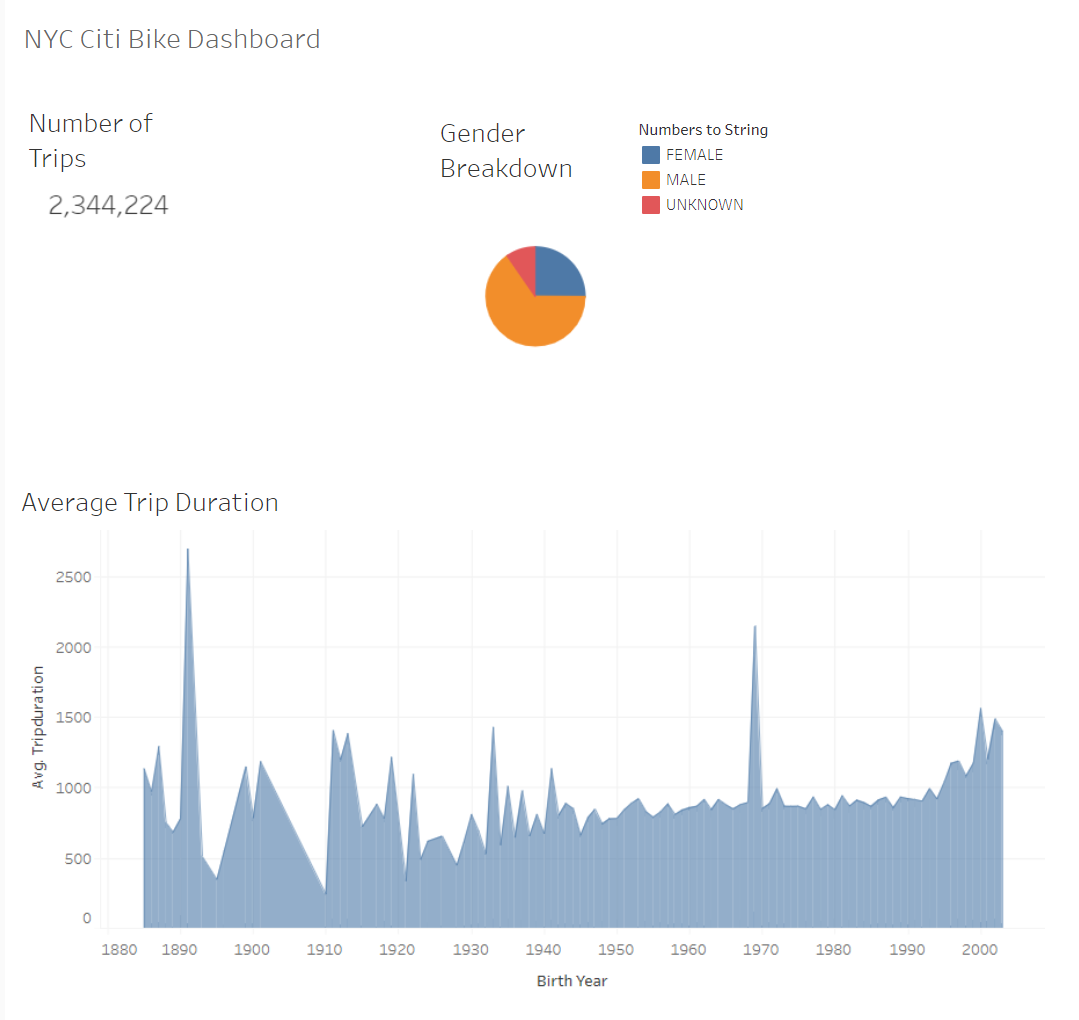 NYC Citi Bike Dashboard
Number of
Trips
2,344,224
Gender
Breakdown
Numbers to String
FEMALE
MALE
UNKNOWN
Average Trip Duration
Avg. Tripduration
2500
2000
1500
1000
500
0
1880 1890 1900 1910 1920 1930 1940 1950 1960 1970 1980 1990 2000
Birth Year